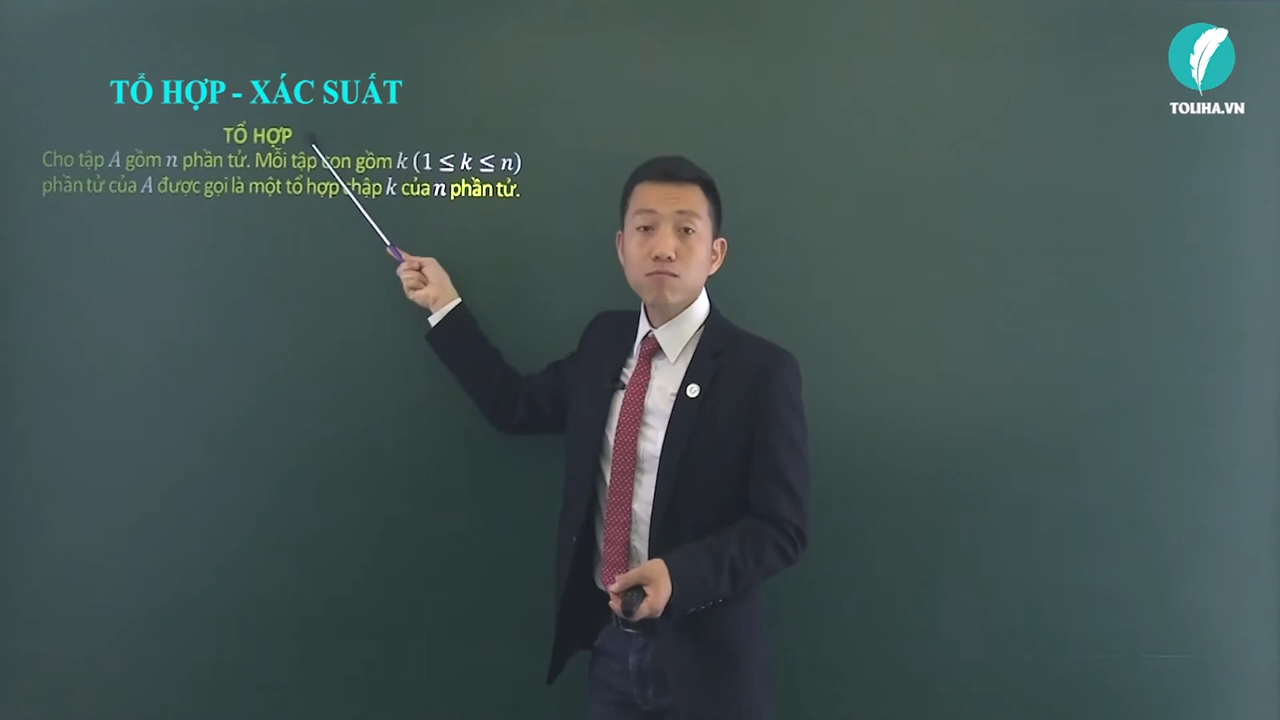 TỔ HỢP - XÁC SUẤT
TOLIHA.VN
TỔ HỢP
Cho tập A gồm n phần tử. Mỗi tập con gồm k (1 ≤ k ≤ n)
phần tử của A được gọi là một tổ hợp chập k của n phần tử.